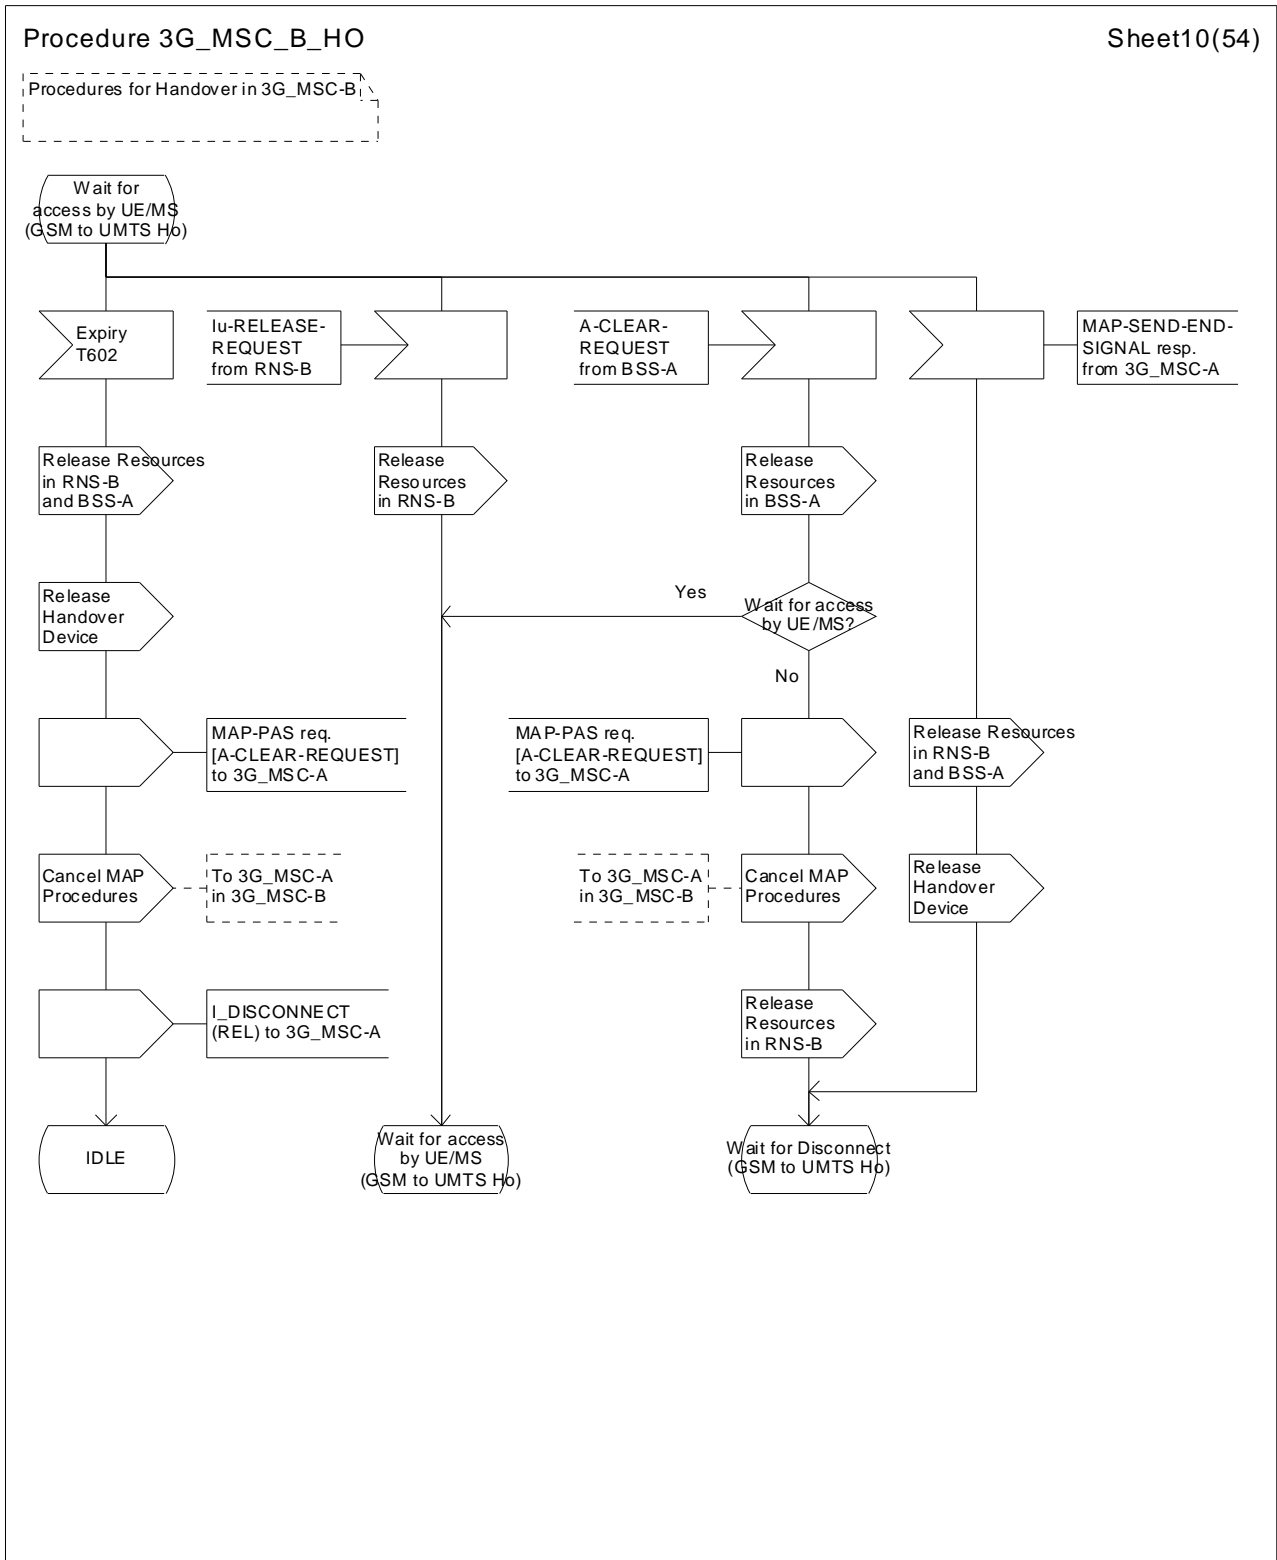 Procedure 3G_MSC_B_HO
Sheet10(54)
Procedures for Handover in 3G_MSC-B
Wait for
access by UE/MS
(GSM to UMTS Ho)
Expiry
T602
Iu-RELEASE-
REQUEST
from RNS-B
A-CLEAR-
REQUEST
from BSS-A
MAP-SEND-END-
SIGNAL resp.
from 3G_MSC-A
Release Resources
in RNS-B
and BSS-A
Release
Resources
in RNS-B
Release
Resources
in BSS-A
Release
Handover
Device
Yes
Wait for access
by UE/MS?
No
MAP-PAS req.
[A-CLEAR-REQUEST]
to 3G_MSC-A
MAP-PAS req.
[A-CLEAR-REQUEST]
to 3G_MSC-A
Release Resources
in RNS-B
and BSS-A
Cancel MAP
Procedures
To 3G_MSC-A
in 3G_MSC-B
To 3G_MSC-A
in 3G_MSC-B
Cancel MAP
Procedures
Release
Handover
Device
I_DISCONNECT
(REL) to 3G_MSC-A
Release
Resources
in RNS-B
IDLE
Wait for access
by UE/MS
(GSM to UMTS Ho)
Wait for Disconnect
(GSM to UMTS Ho)